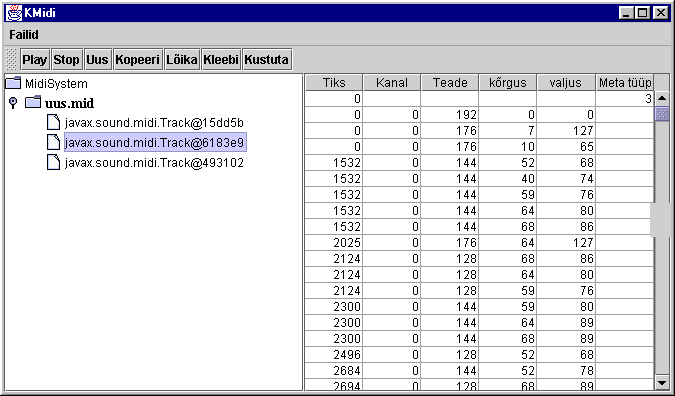 KMidi
Failid
Play Stop Uus Kopeeri Lõika Kleebi Kustuta
MidiSystem
uus.mid
javax.sound.midi.Track@15dd5b
javax.sound.midi.Track@6183e9
javax.sound.midi.Track@493102
Tiks Kanal Teade kõrgus valjus Meta tüüp
0 3
0 0 192 0 0
0 0 176 7 127
0 0 176 10 65
1532 0 144 52 68
1532 0 144 40 74
1532 0 144 59 76
1532 0 144 64 80
1532 0 144 68 86
2025 0 176 64 127
2124 0 128 68 86
2124 0 128 64 80
2124 0 128 59 76
2300 0 144 59 80
2300 0 144 64 89
2300 0 144 68 89
2496 0 128 52 68
2684 0 144 52 78
2694 0 128 68 89